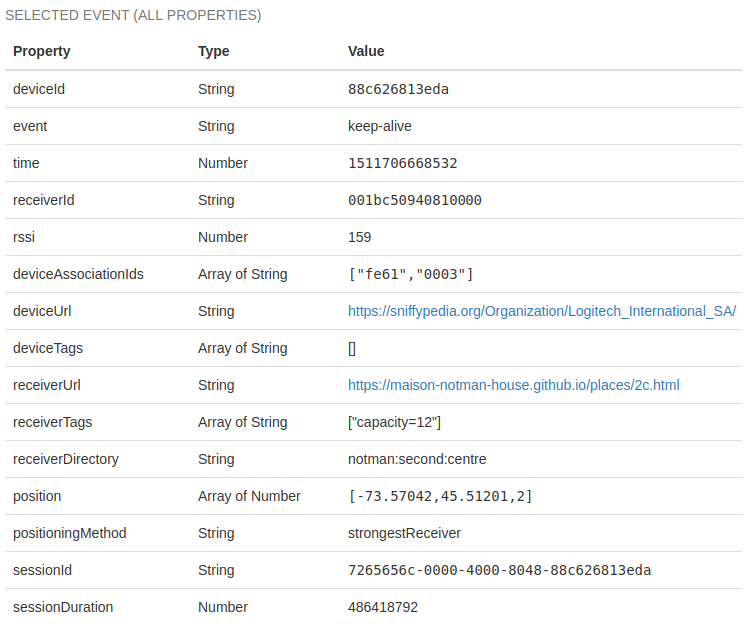 SELECTED EVENT (ALL PROPERTIES)
Property Type Value
deviceId String 88c626813eda
event String keep-alive
time Number 1511706668532
receiverId String 001bc50940810000
rssi Number 159
deviceAssociationIds Array of String ["fe61","0003"]
deviceUrl String https://sniffypedia.org/Organization/Logitech_International_SA/
deviceTags Array of String []
receiverUrl String https://maison-notman-house.github.io/places/2c.html
receiverTags Array of String ["capacity=12"]
receiverDirectory String notman:second:centre
position Array of Number [-73.57042,45.51201,2]
positioningMethod String strongestReceiver
sessionId String 7265656c-0000-4000-8048-88c626813eda
sessionDuration Number 486418792